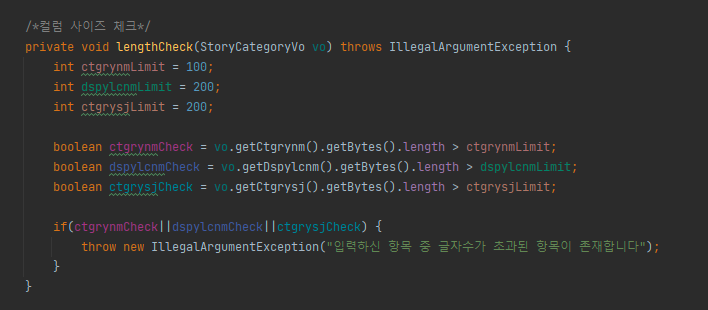 /*컬럼 사이즈 체크*/
private void lengthCheck(StoryCategoryVo vo) throws IllegalArgumentException {
    int ctgrynmLimit = 100;
    int dspylcnmLimit = 200;
    int ctgrysjLimit = 200;

    boolean ctgrynmCheck = vo.getCtgrynm().getBytes().length > ctgrynmLimit;
    boolean dspylcnmCheck = vo.getDspylcnm().getBytes().length > dspylcnmLimit;
    boolean ctgrysjCheck = vo.getCtgrysj().getBytes().length > ctgrysjLimit;

    if(ctgrynmCheck||dspylcnmCheck||ctgrysjCheck) {
        throw new IllegalArgumentException("입력하신 항목 중 글자수가 초과된 항목이 존재합니다");
    }
}